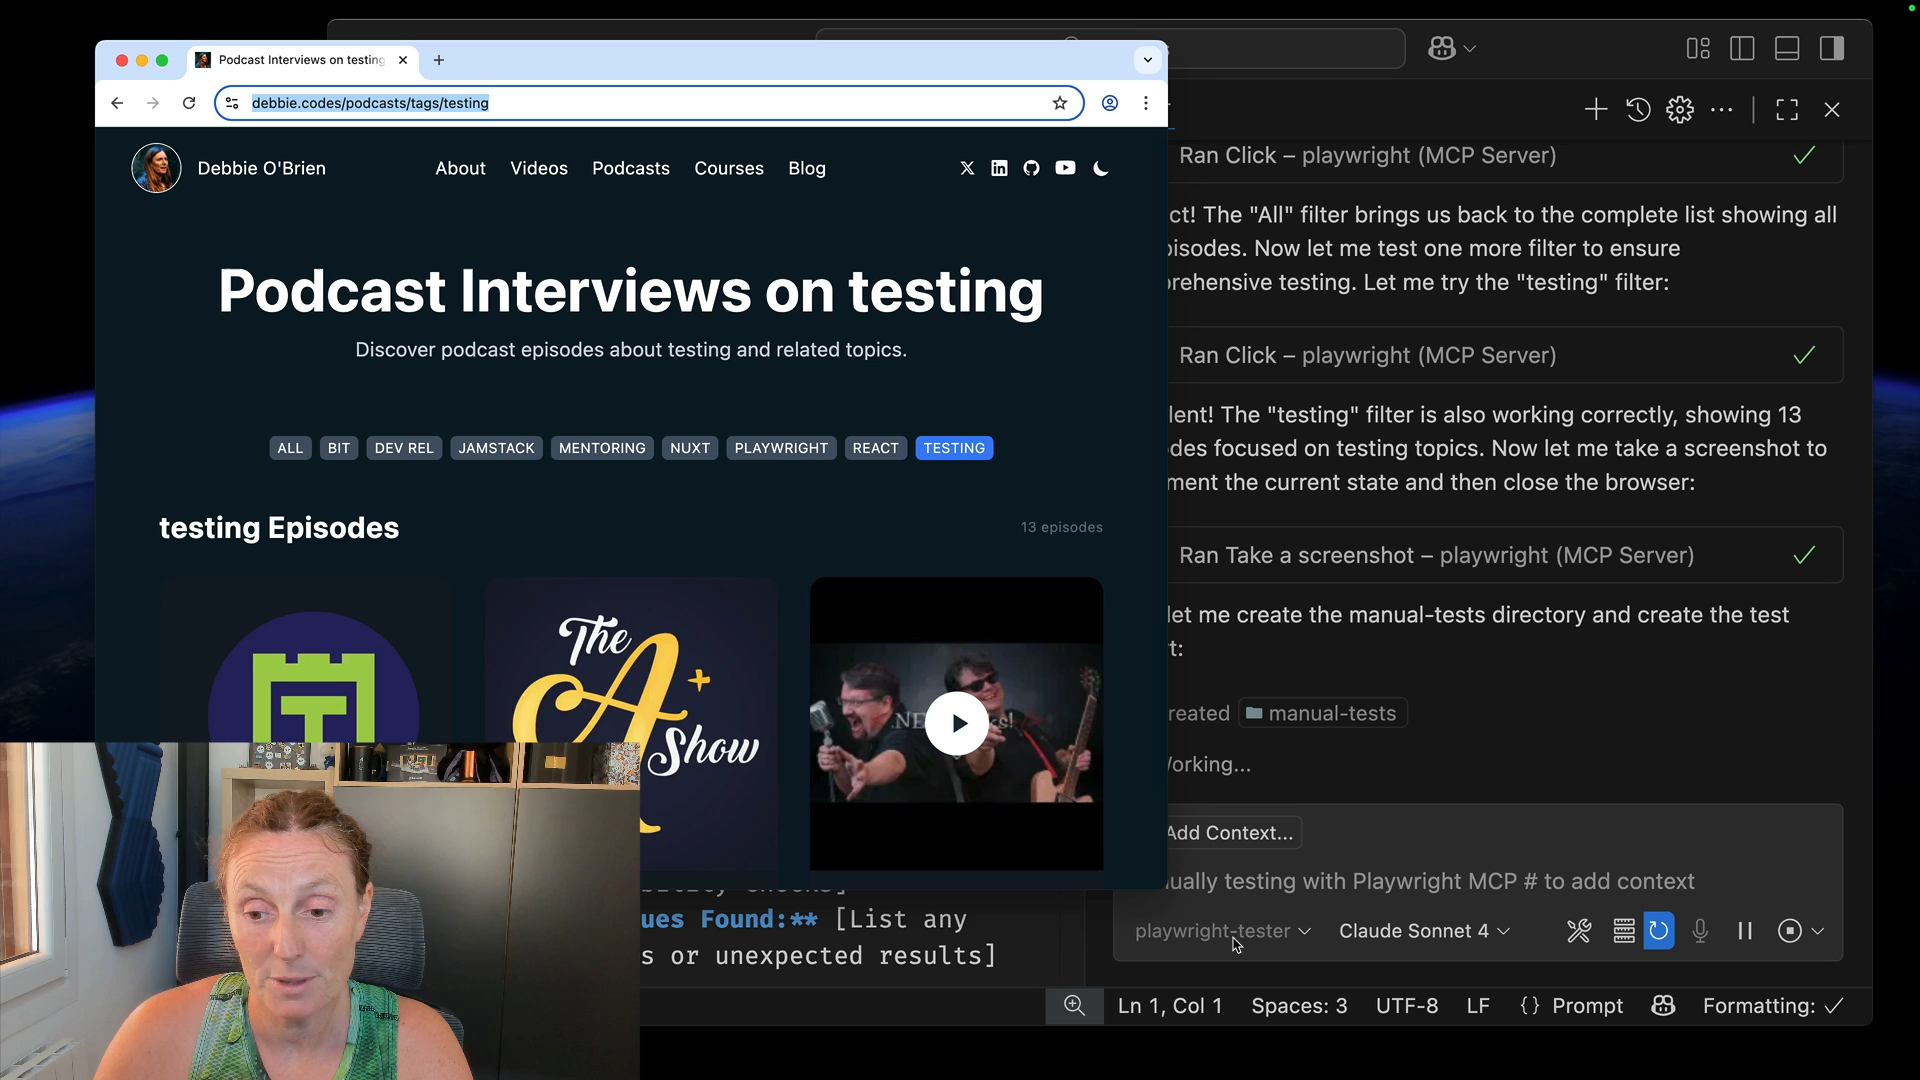 Podcast Interviews on testing
debbie.codes/podcasts/tags/testing
Debbie O'Brien
About Videos Podcasts Courses Blog
Podcast Interviews on testing
Discover podcast episodes about testing and related topics.
ALL BIT DEV REL JAMSTACK MENTORING NUXT PLAYWRIGHT REACT TESTING
testing Episodes
13 episodes
The
A+
Show
Ran Click – playwright (MCP Server)
ct! The "All" filter brings us back to the complete list showing all
isodes. Now let me test one more filter to ensure
rehensive testing. Let me try the "testing" filter:
Ran Click – playwright (MCP Server)
lent! The "testing" filter is also working correctly, showing 13
des focused on testing topics. Now let me take a screenshot to
ment the current state and then close the browser:
Ran Take a screenshot – playwright (MCP Server)
let me create the manual-tests directory and create the test
t:
reated manual-tests
orking...
Add Context...
ually testing with Playwright MCP # to add context
playwright-tester Claude Sonnet 4
ues Found:** [List any
s or unexpected results]
Ln 1, Col 1 Spaces: 3 UTF-8 LF {} Prompt Formatting: ✓